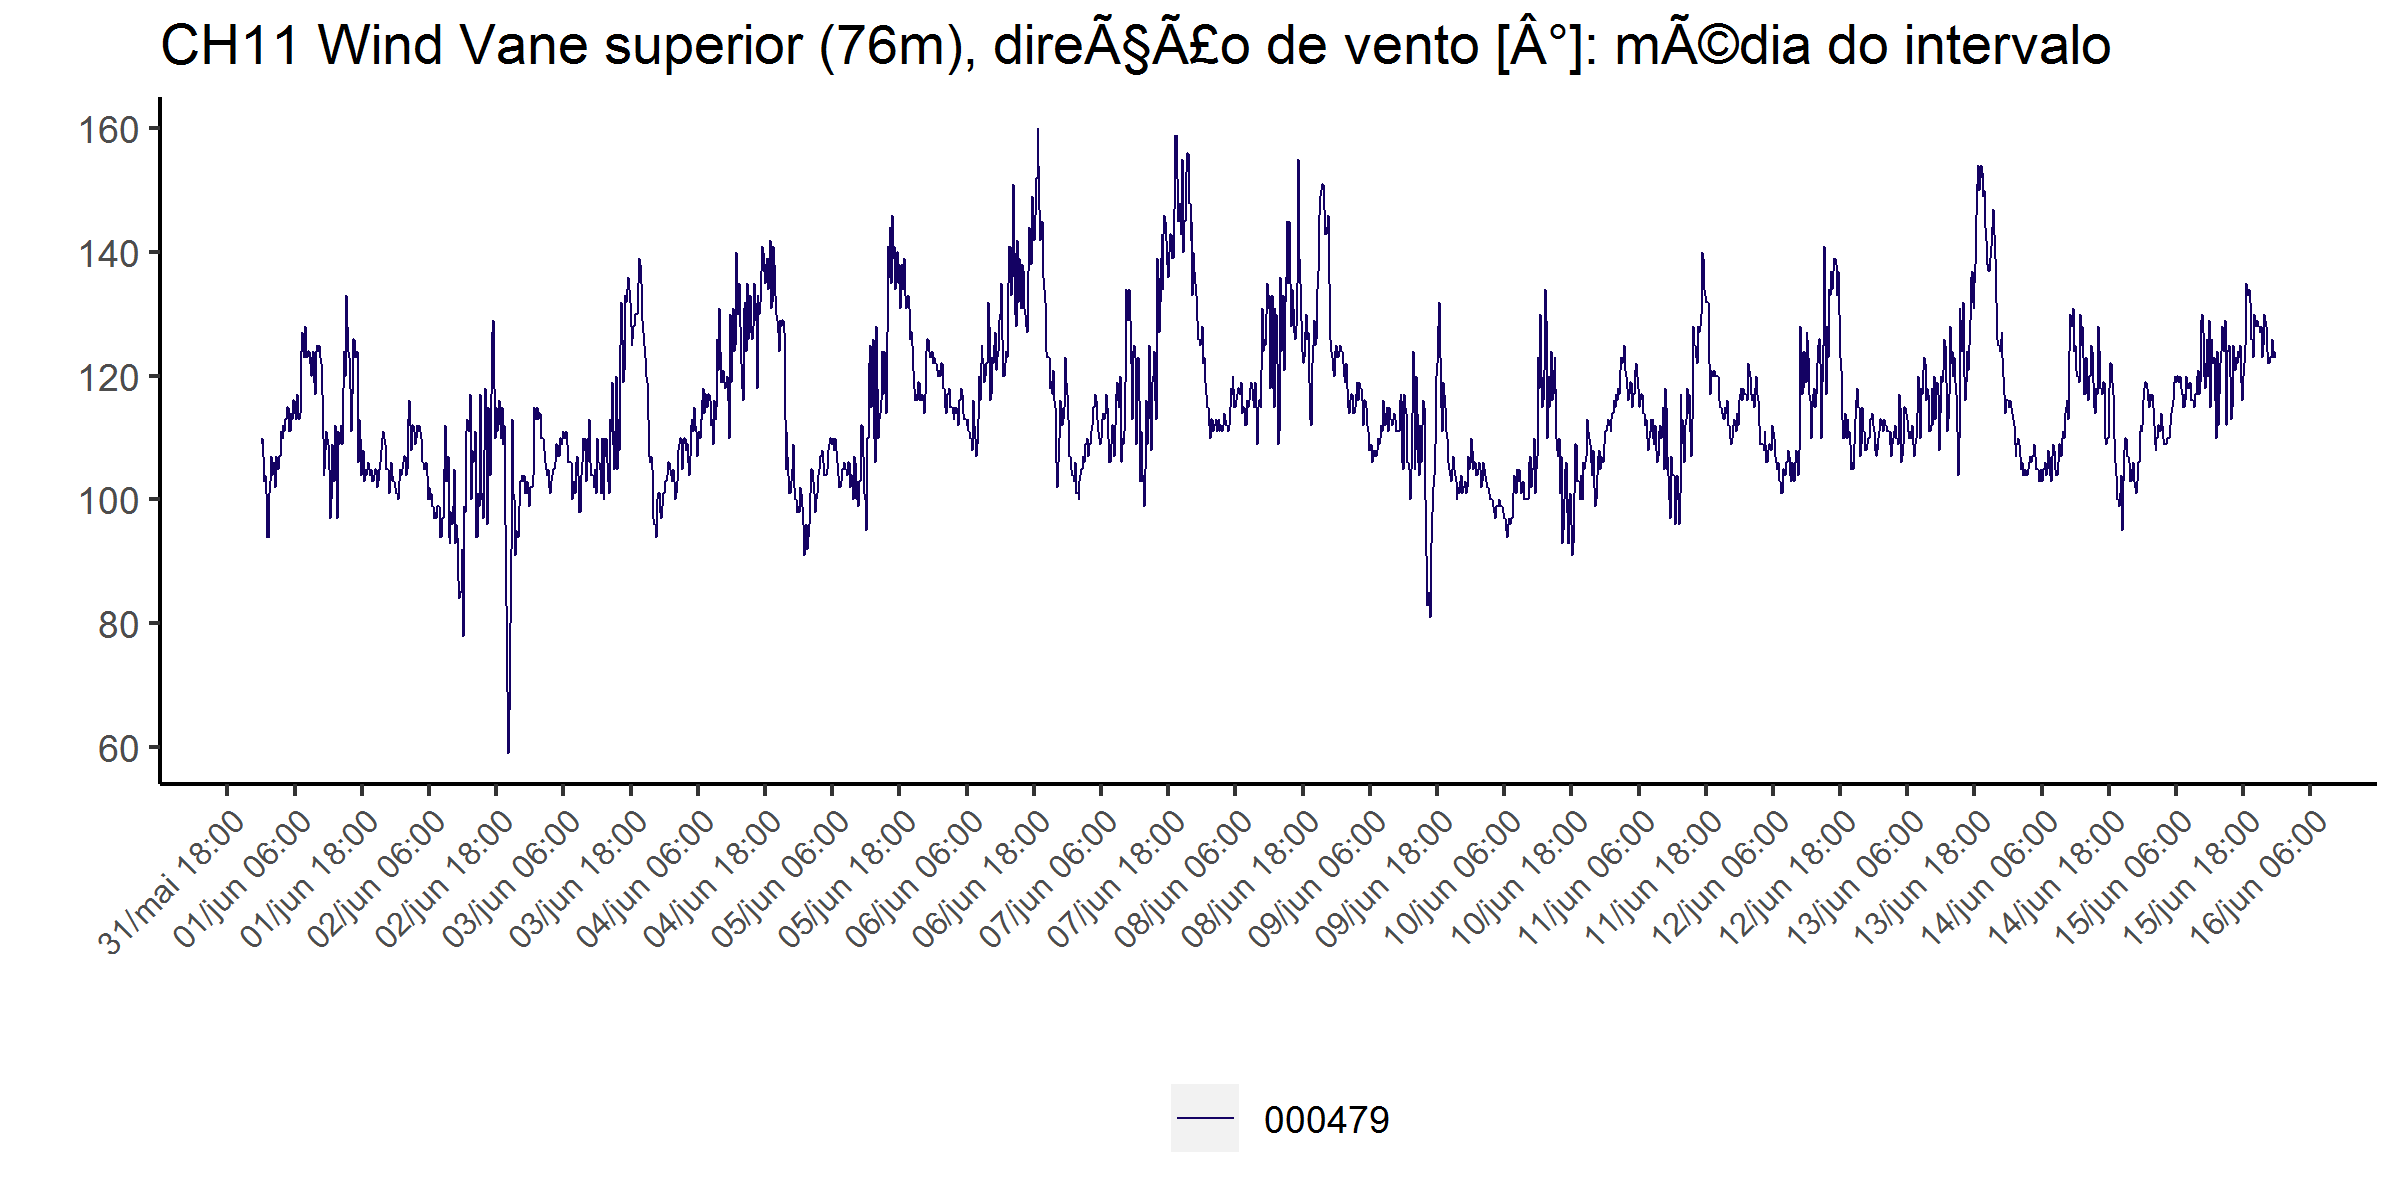 CH11 Wind Vane superior (76m), direÃ§Ã£o de vento [Â°]: mÃ©dia do intervalo
160
140
120
100
80
60
31/mai 18:00
01/jun 06:00
01/jun 18:00
02/jun 06:00
02/jun 18:00
03/jun 06:00
03/jun 18:00
04/jun 06:00
04/jun 18:00
05/jun 06:00
05/jun 18:00
06/jun 06:00
06/jun 18:00
07/jun 06:00
07/jun 18:00
08/jun 06:00
08/jun 18:00
09/jun 06:00
09/jun 18:00
10/jun 06:00
10/jun 18:00
11/jun 06:00
11/jun 18:00
12/jun 06:00
12/jun 18:00
13/jun 06:00
13/jun 18:00
14/jun 06:00
14/jun 18:00
15/jun 06:00
15/jun 18:00
16/jun 06:00
000479